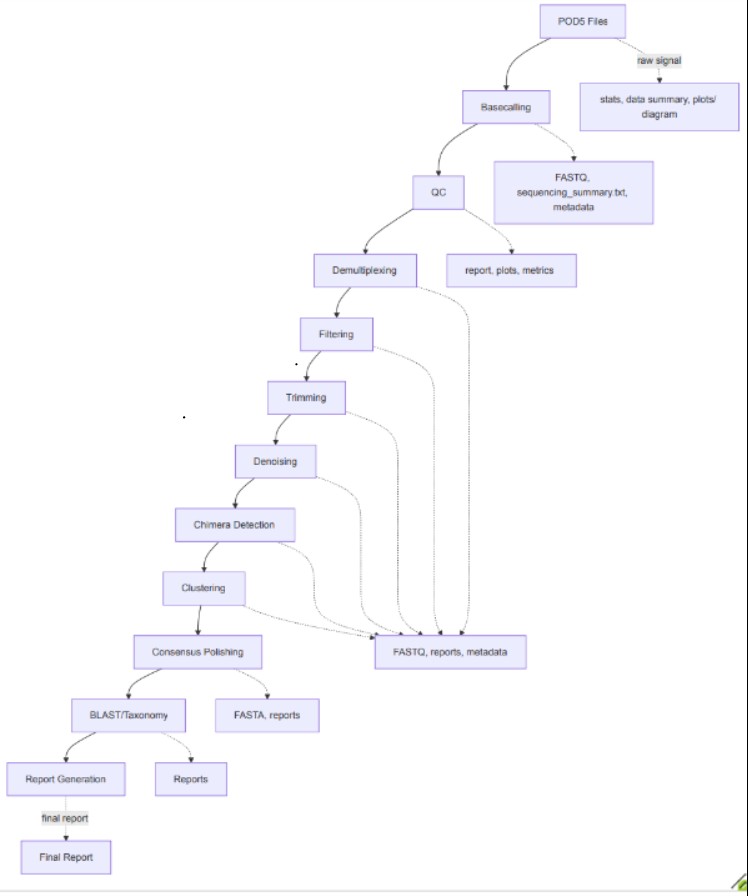 POD5 Files
raw signal
stats, data summary, plots/
diagram
Basecalling
FASTQ,
sequencing_summary.txt,
metadata
QC
Demultiplexing
report, plots, metrics
Filtering
Trimming
Denoising
Chimera Detection
Clustering
Consensus Polishing
FASTQ, reports, metadata
BLAST/Taxonomy
FASTA, reports
Report Generation
Reports
final report
Final Report